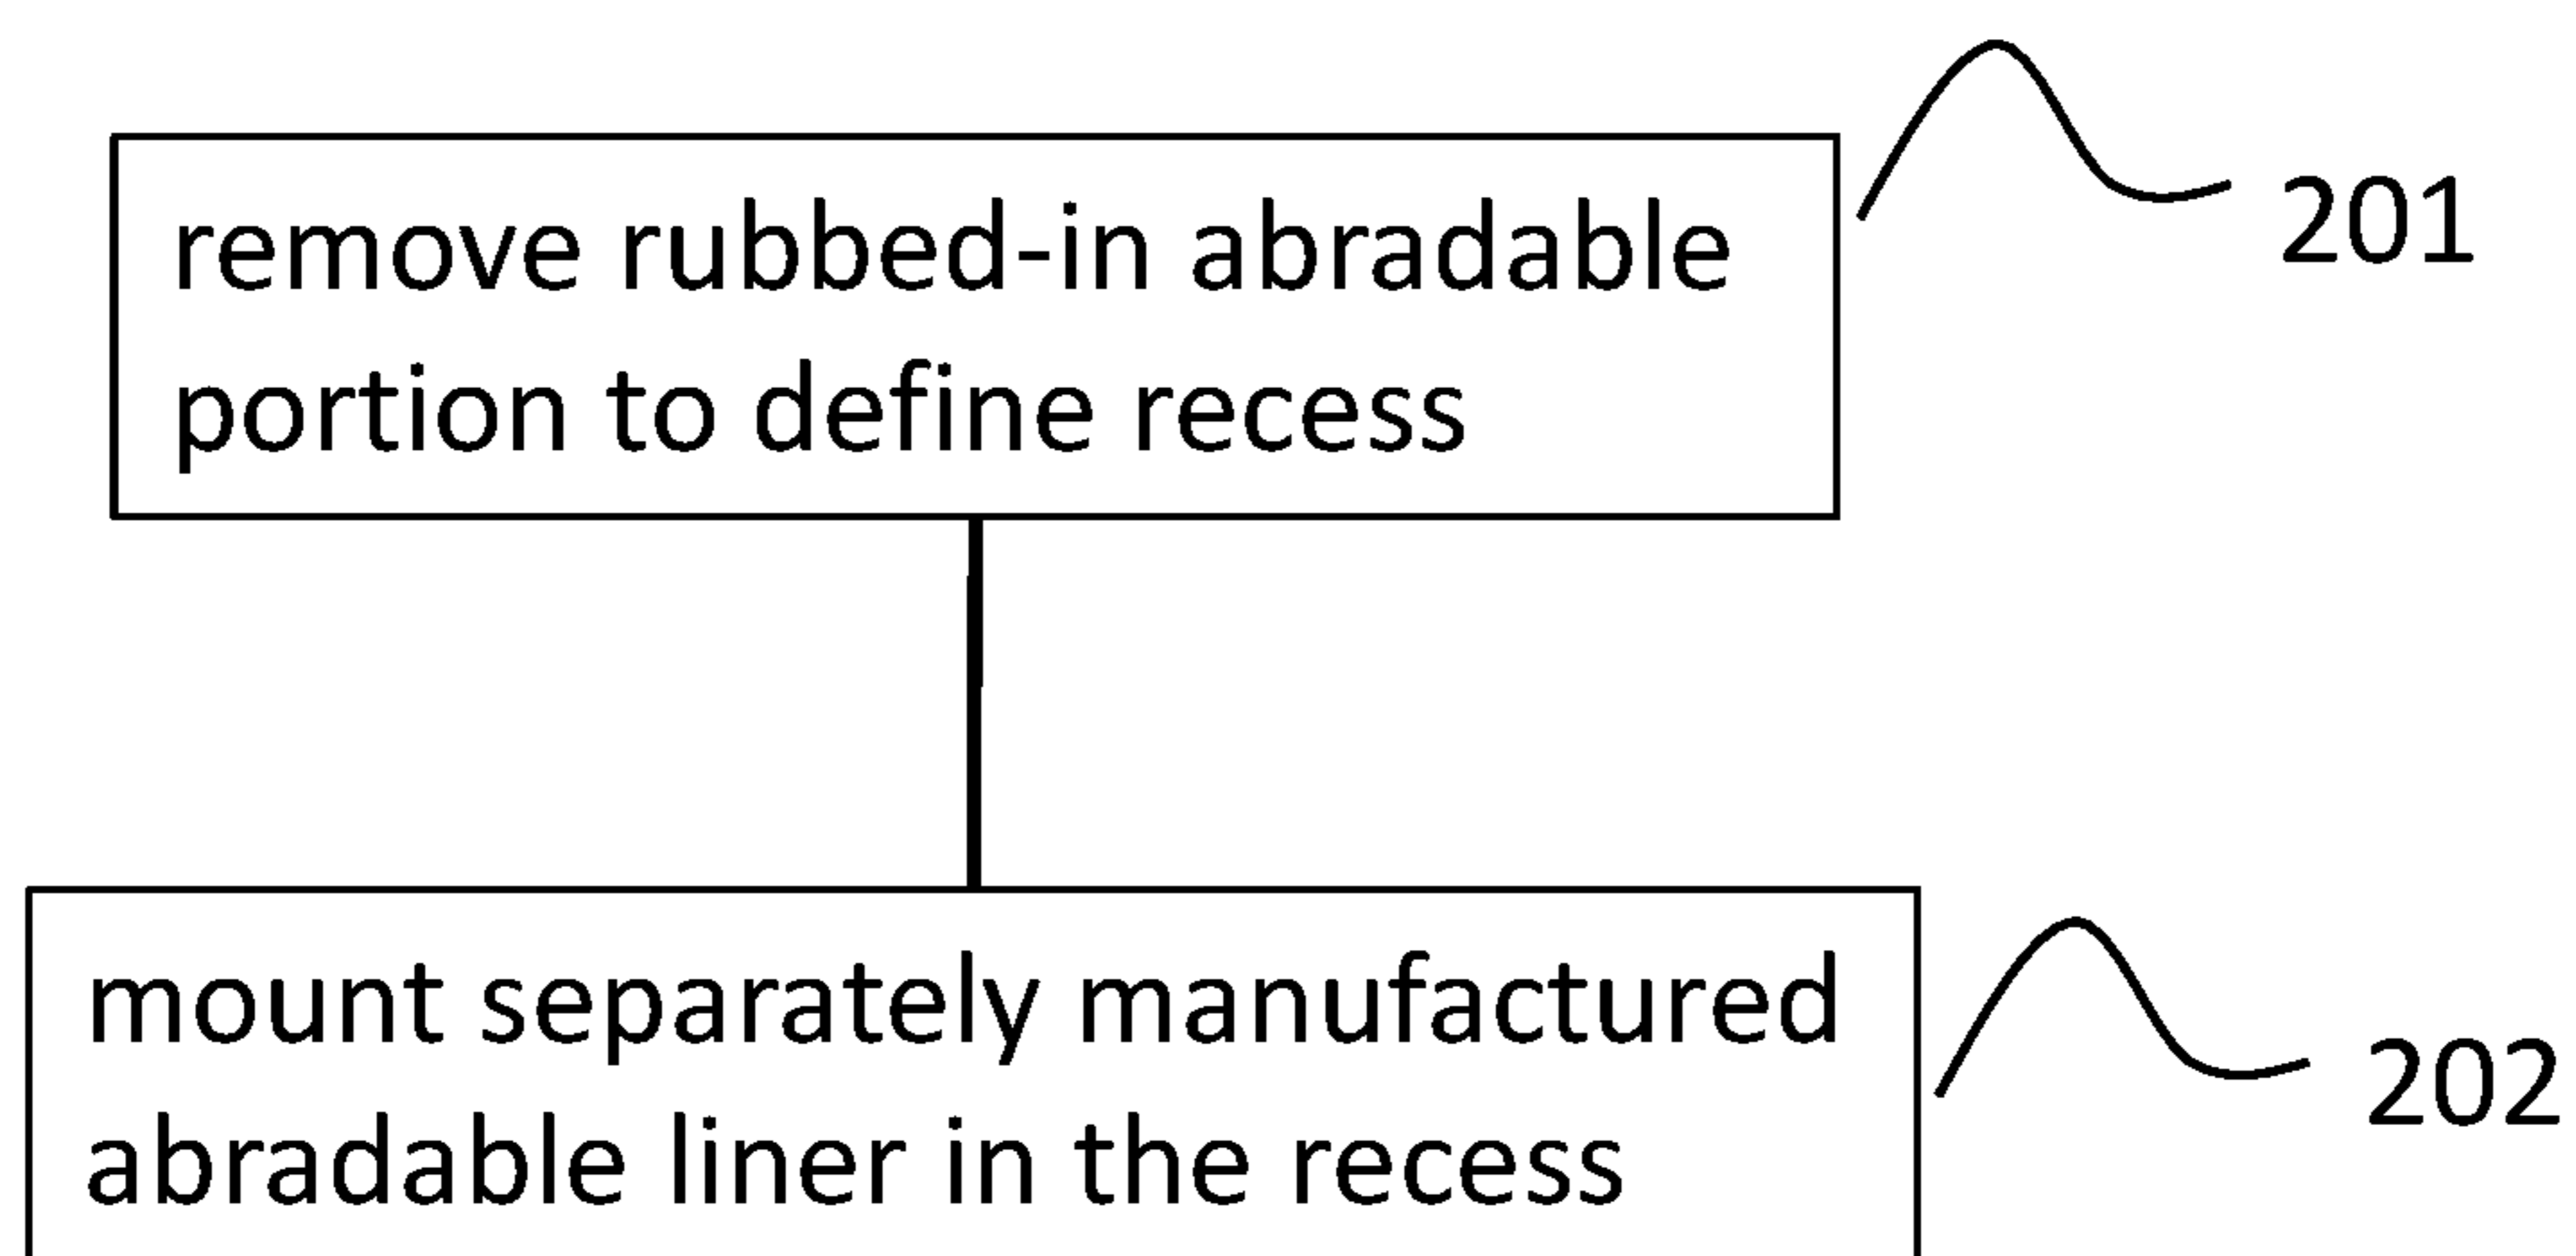 remove rubbed-in abradable
portion to define recess
201
mount separately manufactured
abradable liner in the recess
202